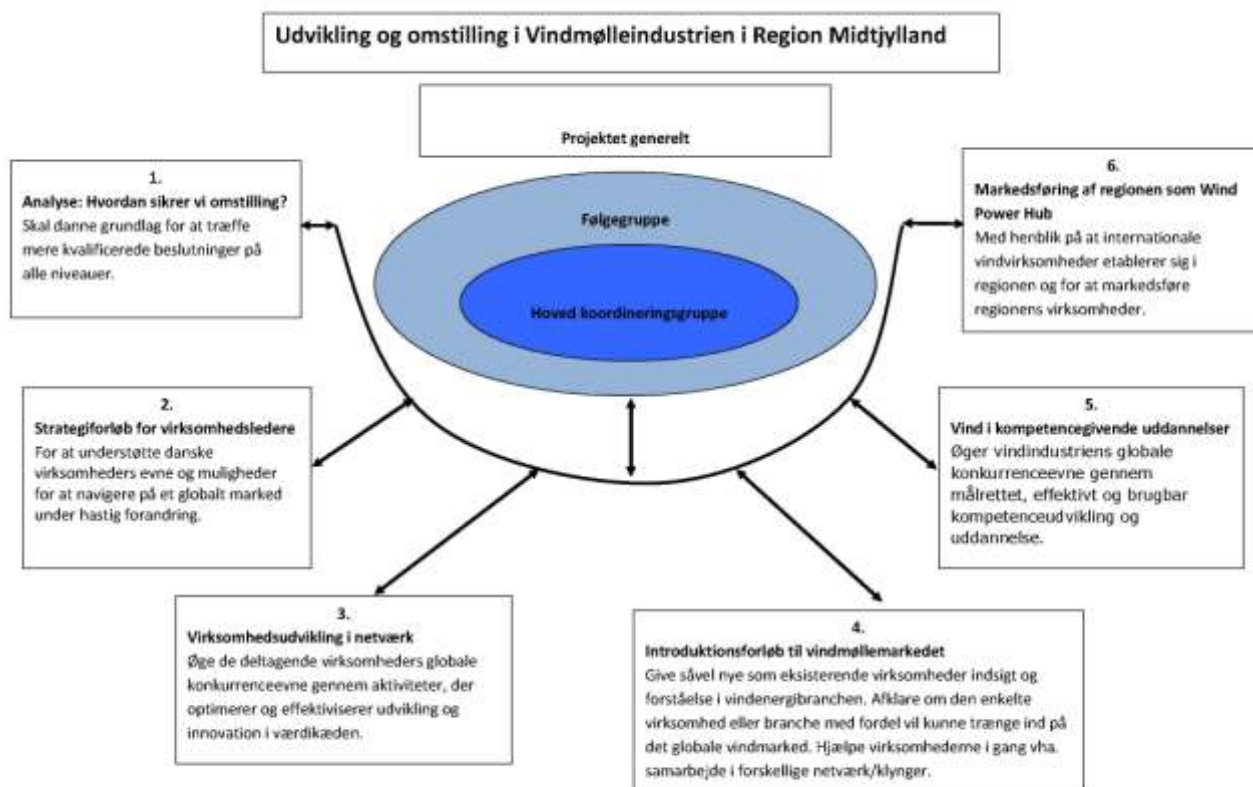 Udvikling og omstilling i Vindmølleindustrien i Region Midtjylland
Projektet generelt
Følgegruppe
Hoved koordineringsgruppe
1.
Analyse: Hvordan sikrer vi omstilling?
Skal danne grundlag for at træffe
mere kvalificerede beslutninger på
alle niveauer.
2.
Strategiforløb for virksomhedsledere
For at understøtte danske
virksomheders evne og muligheder
for at navigere på et globalt marked
under hastig forandring.
3.
Virksomhedsudvikling i netværk
Øge de deltagende virksomheders globale
konkurrenceevne gennem aktiviteter, der
optimerer og effektiviserer udvikling og
innovation i værdikæden.
4.
Introduktionsforløb til vindmøllemarkedet
Give såvel nye som eksisterende virksomheder indsigt og
forståelse i vindenergibranchen. Afklare om den enkelte
virksomhed eller branche med fordel vil kunne trænge ind på
det globale vindmarked. Hjælpe virksomhederne i gang vha.
samarbejde i forskellige netværk/klynger.
5.
Vind i kompetencegivende uddannelser
Øger vindindustriens globale
konkurrenceevne gennem
målrettet, effektivt og brugbar
kompetenceudvikling og
uddannelse.
6.
Markedsføring af regionen som Wind
Power Hub
Med henblik på at internationale
vindvirksomheder etablerer sig i
regionen og for at markedsføre
regionens virksomheder.